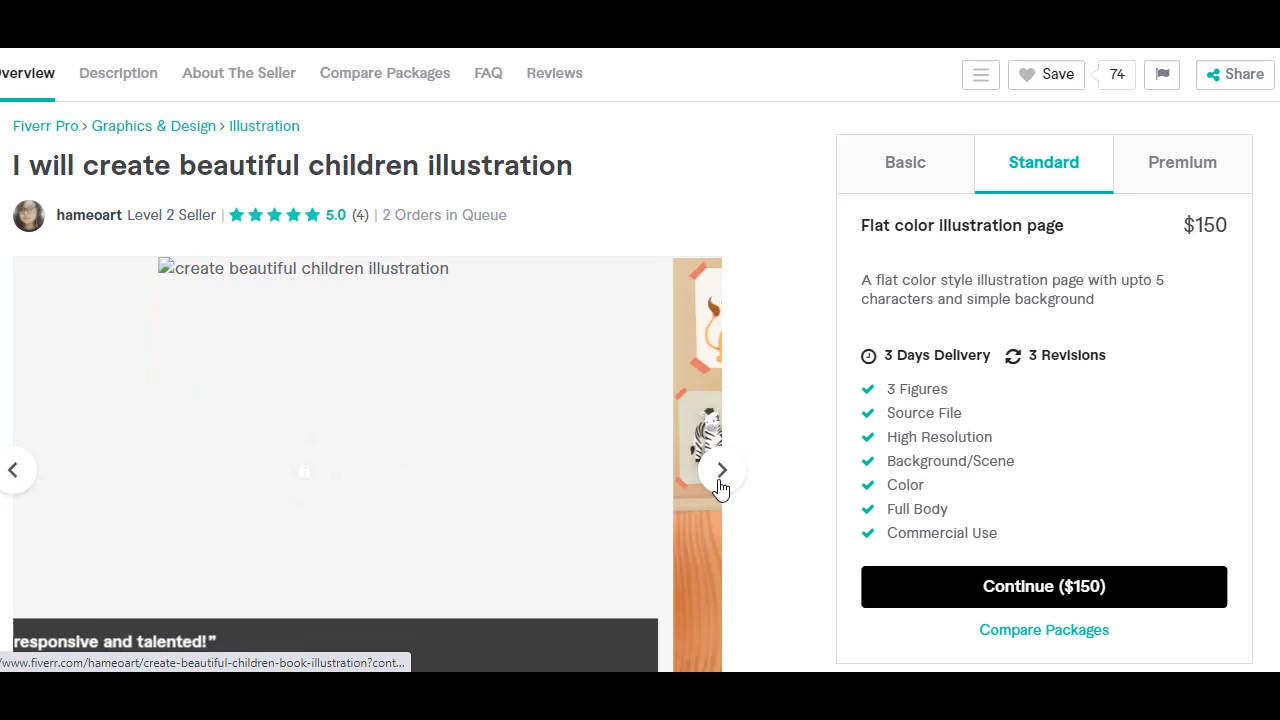 verview Description About The Seller Compare Packages FAQ Reviews
Save 74 Share
Fiverr Pro > Graphics & Design > Illustration
I will create beautiful children illustration
hameoart Level 2 Seller | 5.0 (4) | 2 Orders in Queue
create beautiful children illustration
fi
responsive and talented!”
/www.fiverr.com/hameoart/create-beautiful-children-book-illustration?cont...
Basic Standard Premium
Flat color illustration page $150
A flat color style illustration page with upto 5
characters and simple background
3 Days Delivery 3 Revisions
3 Figures
Source File
High Resolution
Background/Scene
Color
Full Body
Commercial Use
Continue ($150)
Compare Packages